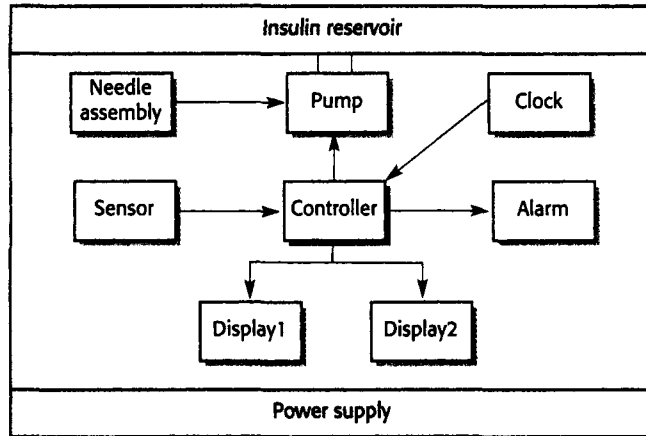 Insulin reservoir
Needle
assembly
Pump
Clock
Sensor
Controller
Alarm
Display1
Display2
Power supply